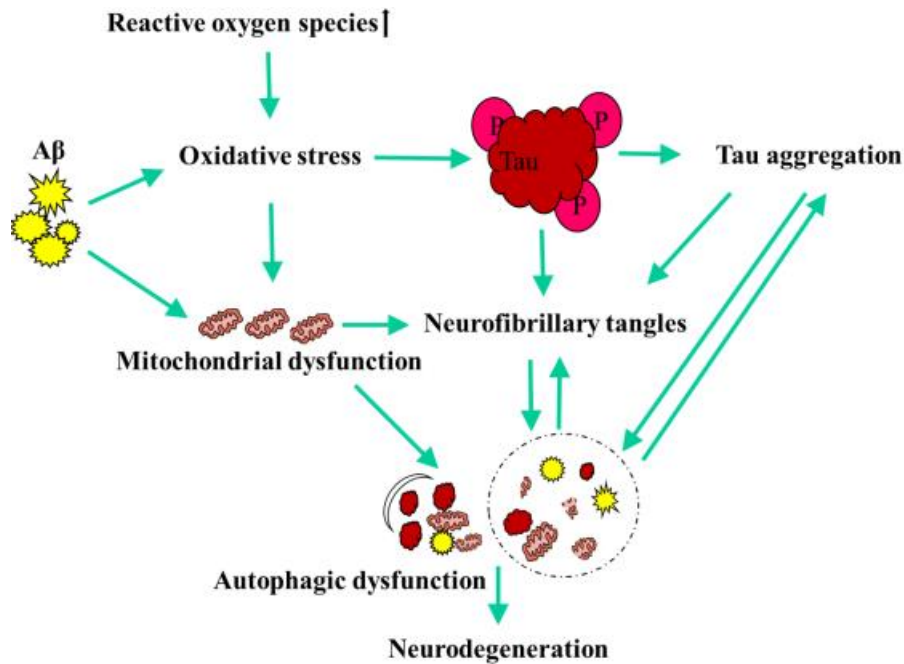 Reactive oxygen species↑
Aβ
Oxidative stress
P
P
Tau
P
Tau aggregation
Neurofibrillary tangles
Mitochondrial dysfunction
Autophagic dysfunction
Neurodegeneration